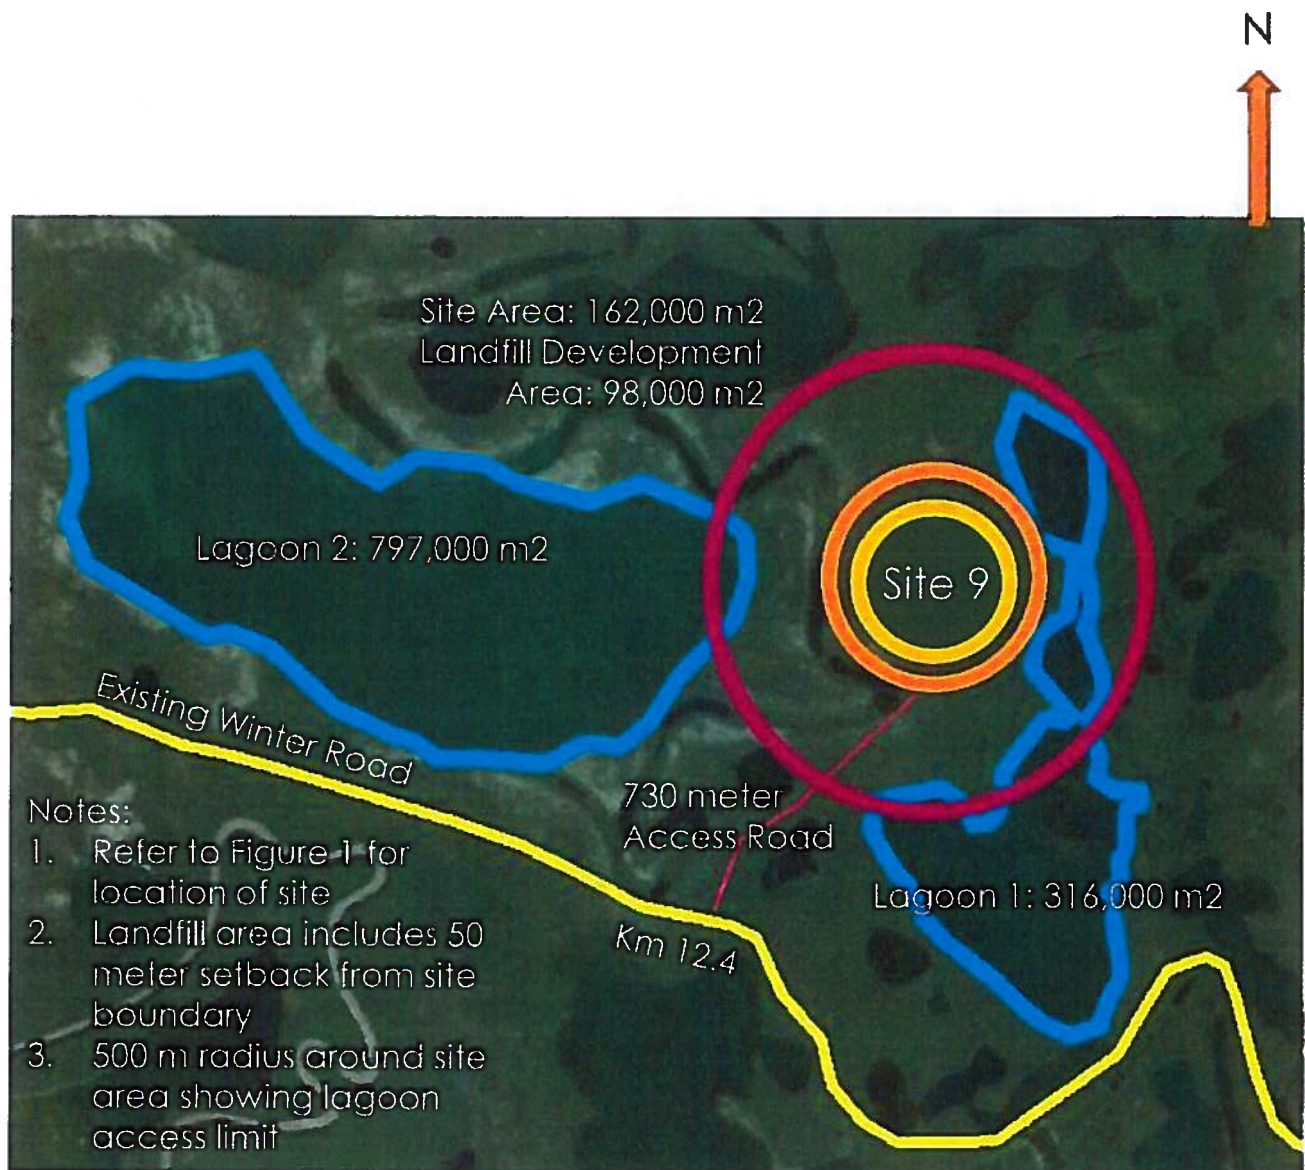 N
Site Area: 162,000 m2
Landfill Development
Area: 98,000 m2
Lagoon 2: 797,000 m2
Site 9
Existing Winter Road
730 meter
Access Road
Lagoon 1: 316,000 m2
Km 12.4
Notes:
1. Refer to Figure 1 for
location of site
2. Landfill area includes 50
meter setback from site
boundary
3. 500 m radius around site
area showing lagoon
access limit